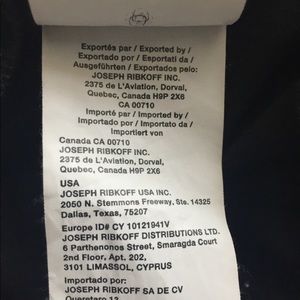 Exportés par / Exported by /
Exportado por / Esportati da /
Ausgeführten / Exportados pelo:
JOSEPH RIBKOFF INC.
2375 de L'Aviation, Dorval,
Quebec, Canada H9P 2X6
CA 00710
Importé par / Imported by /
Importado por / Importato da /
Importiert von
Canada CA 00710
JOSEPH RIBKOFF INC.
2375 de L'Aviation, Dorval,
Quebec, Canada H9P 2X6
USA
JOSEPH RIBKOFF USA INC.
2050 N. Stemmons Freeway, Ste. 14325
Dallas, Texas, 75207
Europe ID# CY 10121941V
JOSEPH RIBKOFF DISTRIBUTIONS LTD.
6 Parthenonos Street, Smaragda Court
2nd Floor, Apt. 202,
3101 LIMASSOL, CYPRUS
Importado por:
JOSEPH RIBKOFF SA DE CV
Queretaro 13